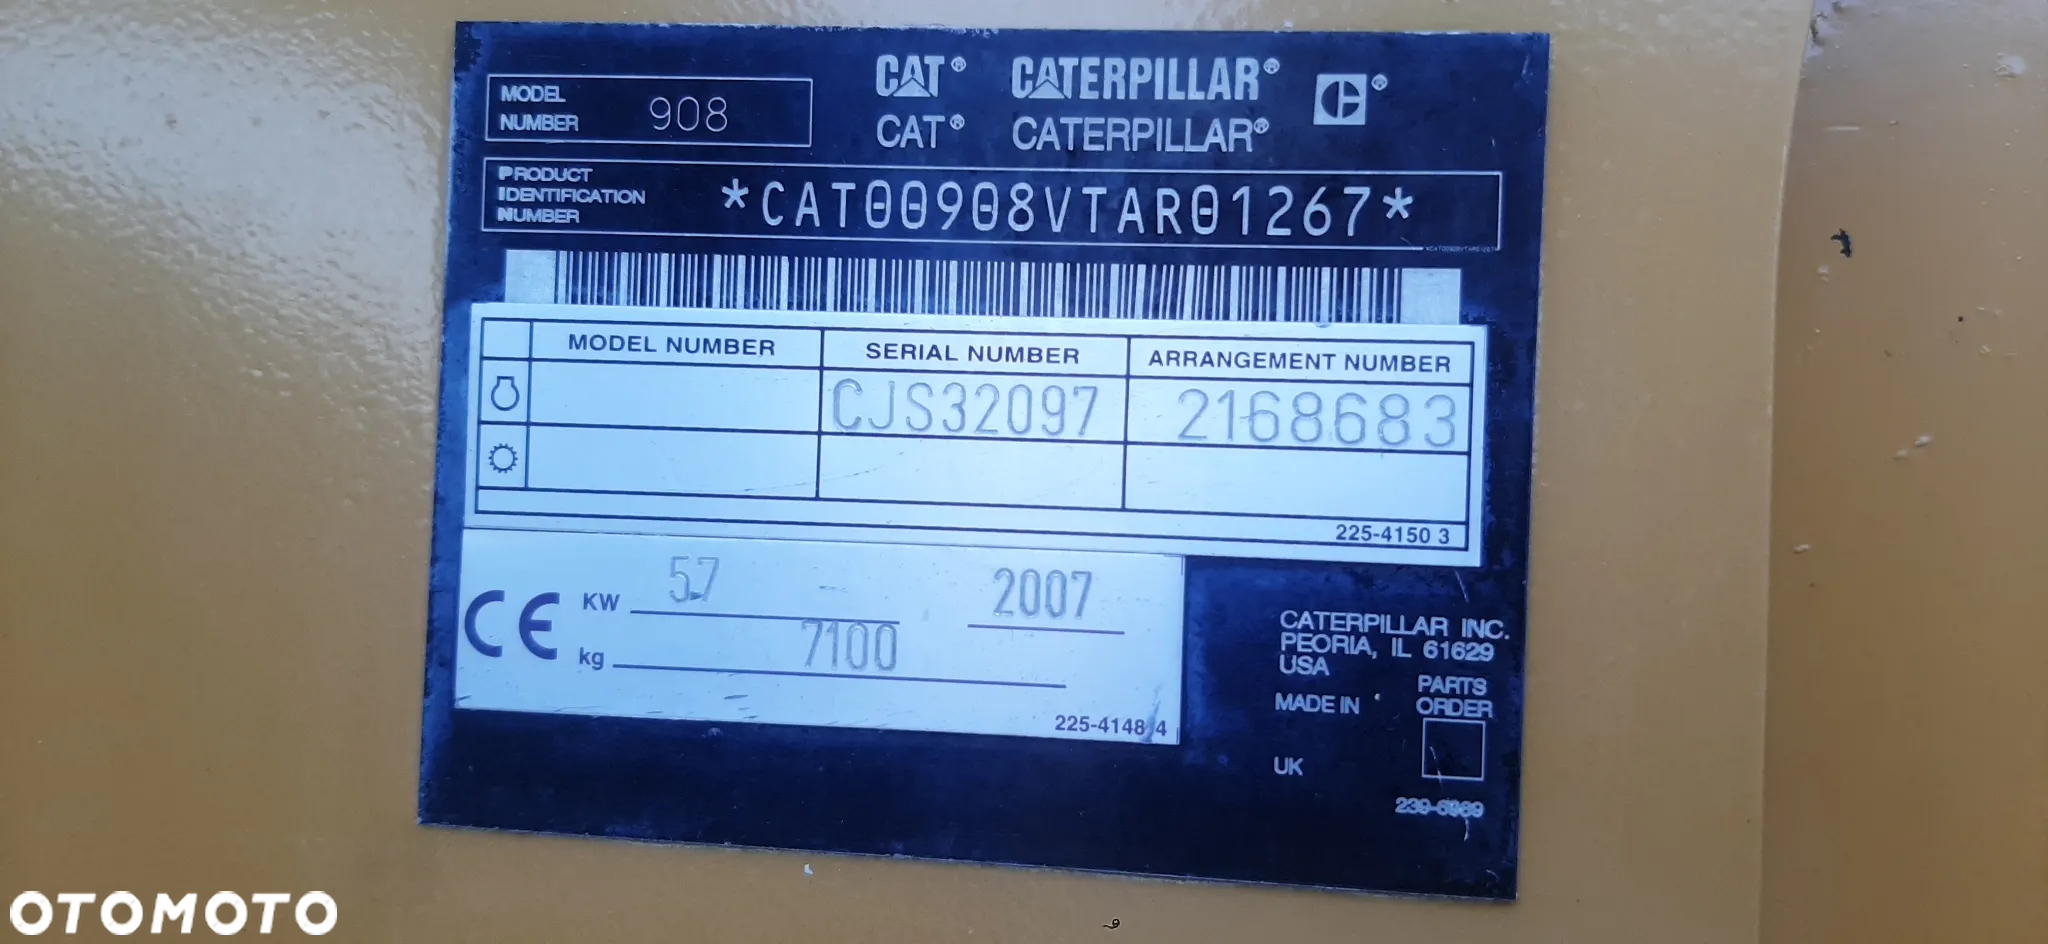 MODEL
NUMBER 908
CAT® CATERPILLAR® ®
CAT® CATERPILLAR®
PRODUCT
IDENTIFICATION
NUMBER
*CAT00908VTAR01267*
MODEL NUMBER SERIAL NUMBER ARRANGEMENT NUMBER
CJS32097 2168683
225-4150 3
CE KW 57 - 2007
kg 7100
225-4148 4
CATERPILLAR INC.
PEORIA, IL 61629
USA
MADE IN
UK
PARTS
ORDER
239-6989
OTOMOTO